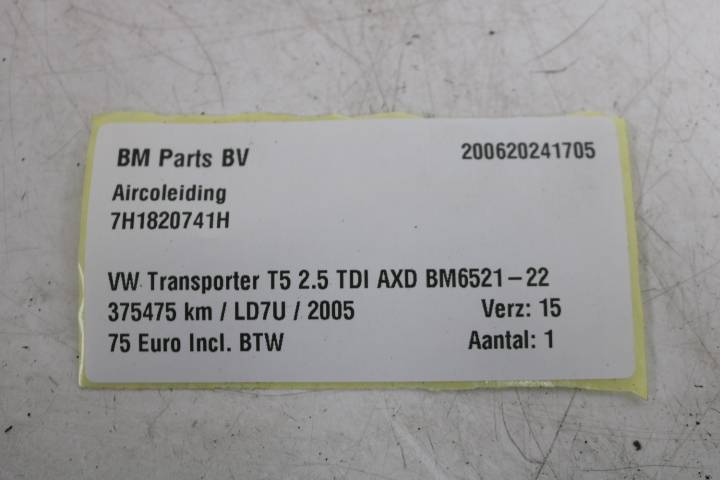 BM Parts BV 200620241705
Aircoleiding
7H1820741H
VW Transporter T5 2.5 TDI AXD BM6521-22
375475 km / LD7U / 2005 Verz: 15
75 Euro Incl. BTW Aantal: 1